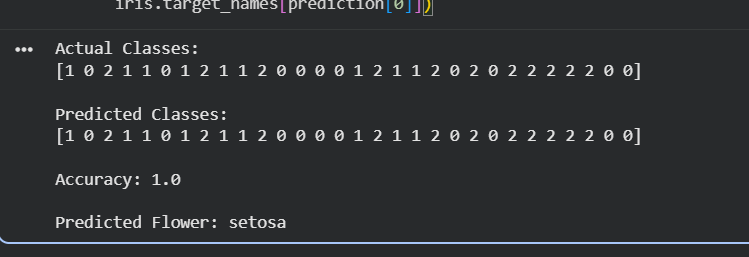 iris.target_names[prediction[0]])
Actual Classes:
[1 0 2 1 1 0 1 2 1 1 2 0 0 0 0 1 2 1 1 2 0 2 0 2 2 2 2 2 0 0]
Predicted Classes:
[1 0 2 1 1 0 1 2 1 1 2 0 0 0 0 1 2 1 1 2 0 2 0 2 2 2 2 2 0 0]
Accuracy: 1.0
Predicted Flower: setosa